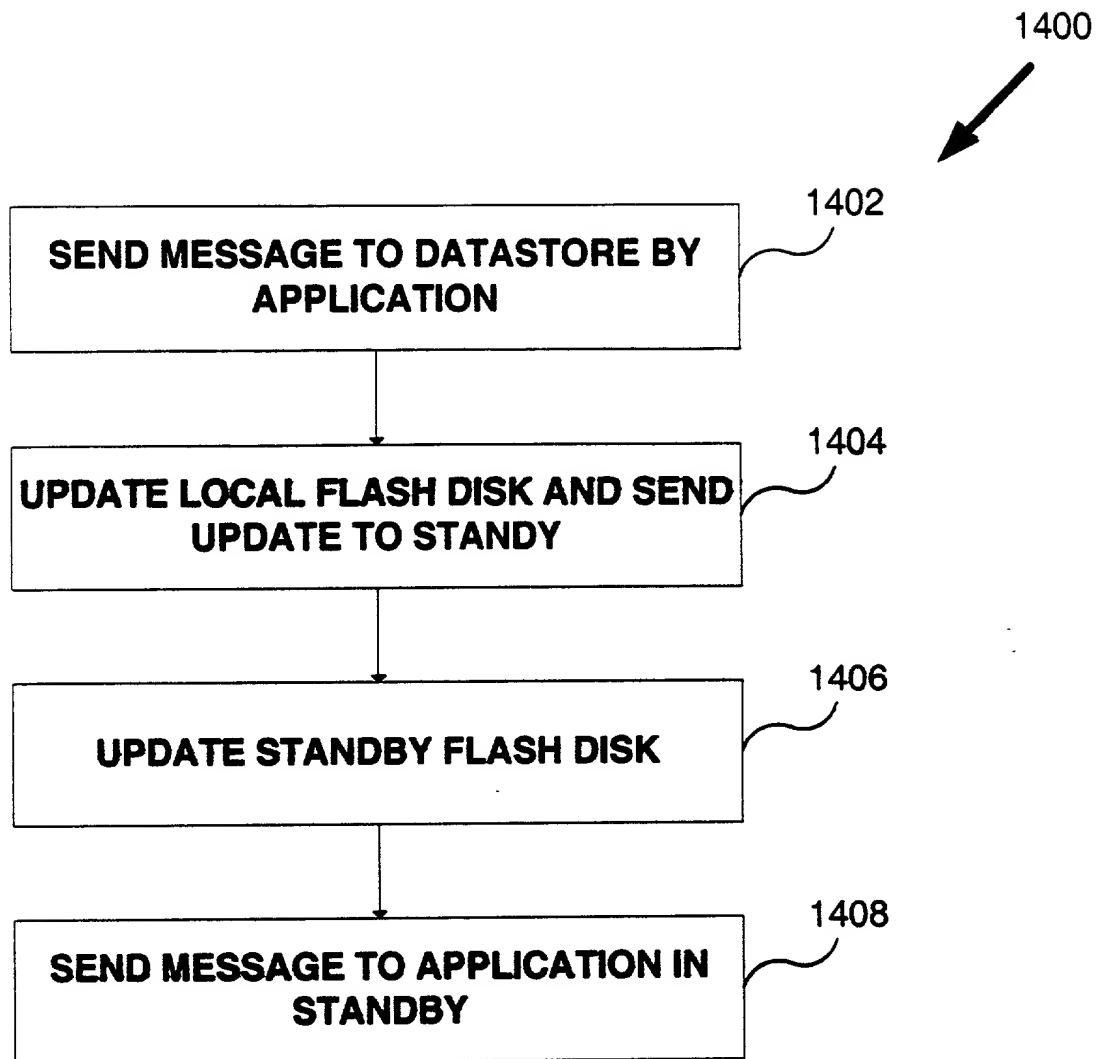 1400
1402
SEND MESSAGE TO DATASTORE BY
APPLICATION
1404
UPDATE LOCAL FLASH DISK AND SEND
UPDATE TO STANDY
1406
UPDATE STANDBY FLASH DISK
1408
SEND MESSAGE TO APPLICATION IN
STANDBY